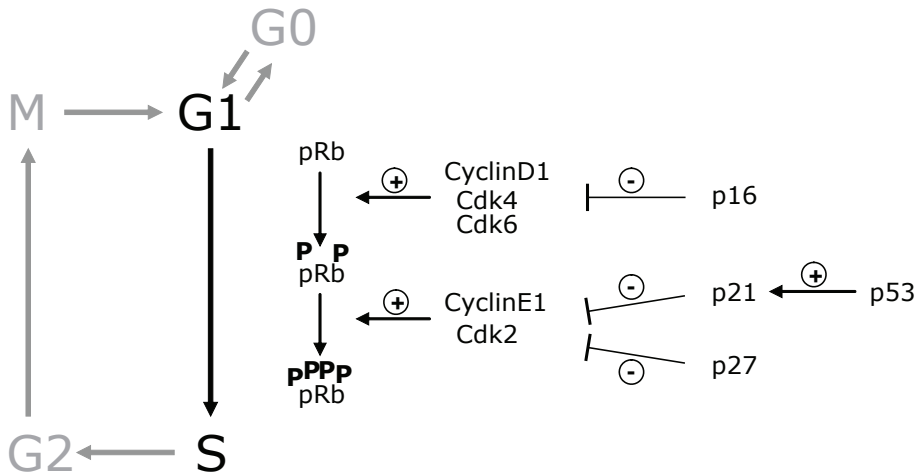 G0
M
G1
pRb
CyclinD1
Cdk4
Cdk6
+
-
p16
P P
pRb
CyclinE1
Cdk2
+
-
p21
+
p53
-
p27
PPPP
pRb
G2
S